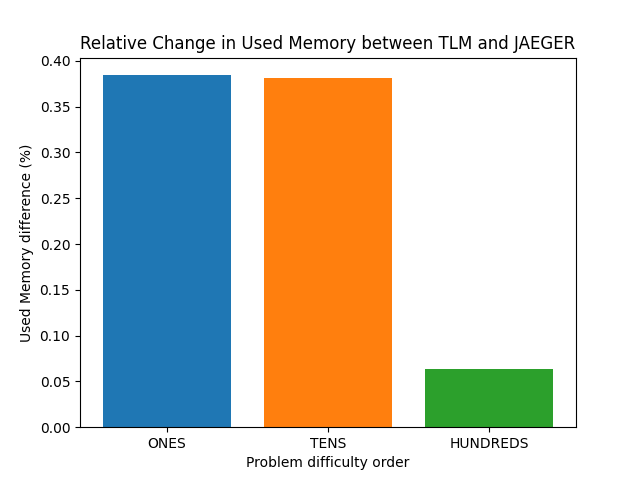 Relative Change in Used Memory between TLM and JAEGER
Used Memory difference (%)
0.40
0.35
0.30
0.25
0.20
0.15
0.10
0.05
0.00
ONES TENS HUNDREDS
Problem difficulty order